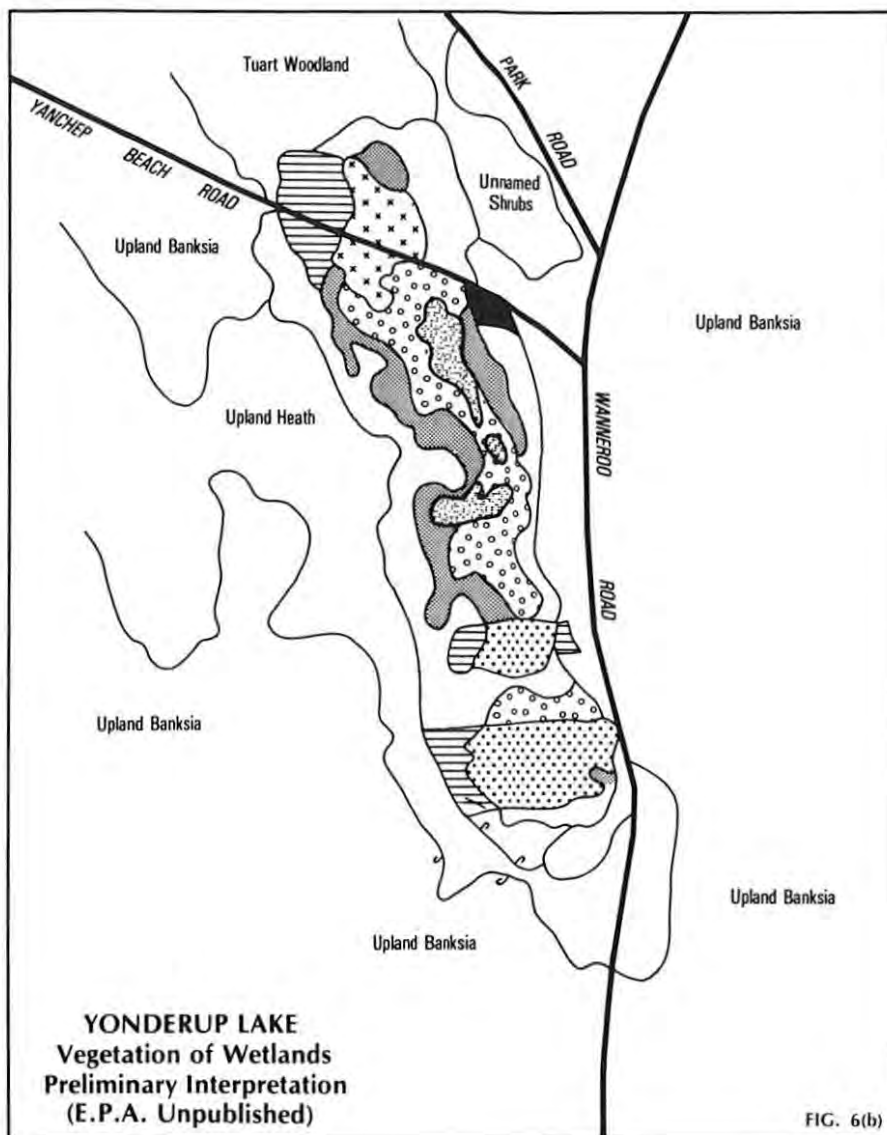 Tuart Woodland
PARK
ROAD
YANCHEP
BEACH
ROAD
Unnamed
Shrubs
Upland Banksia
Upland Banksia
Upland Heath
WANNEROO
ROAD
Upland Banksia
Upland Banksia
Upland Banksia
YONDERUP LAKE
Vegetation of Wetlands
Preliminary Interpretation
(E.P.A. Unpublished)
FIG. 6(b)